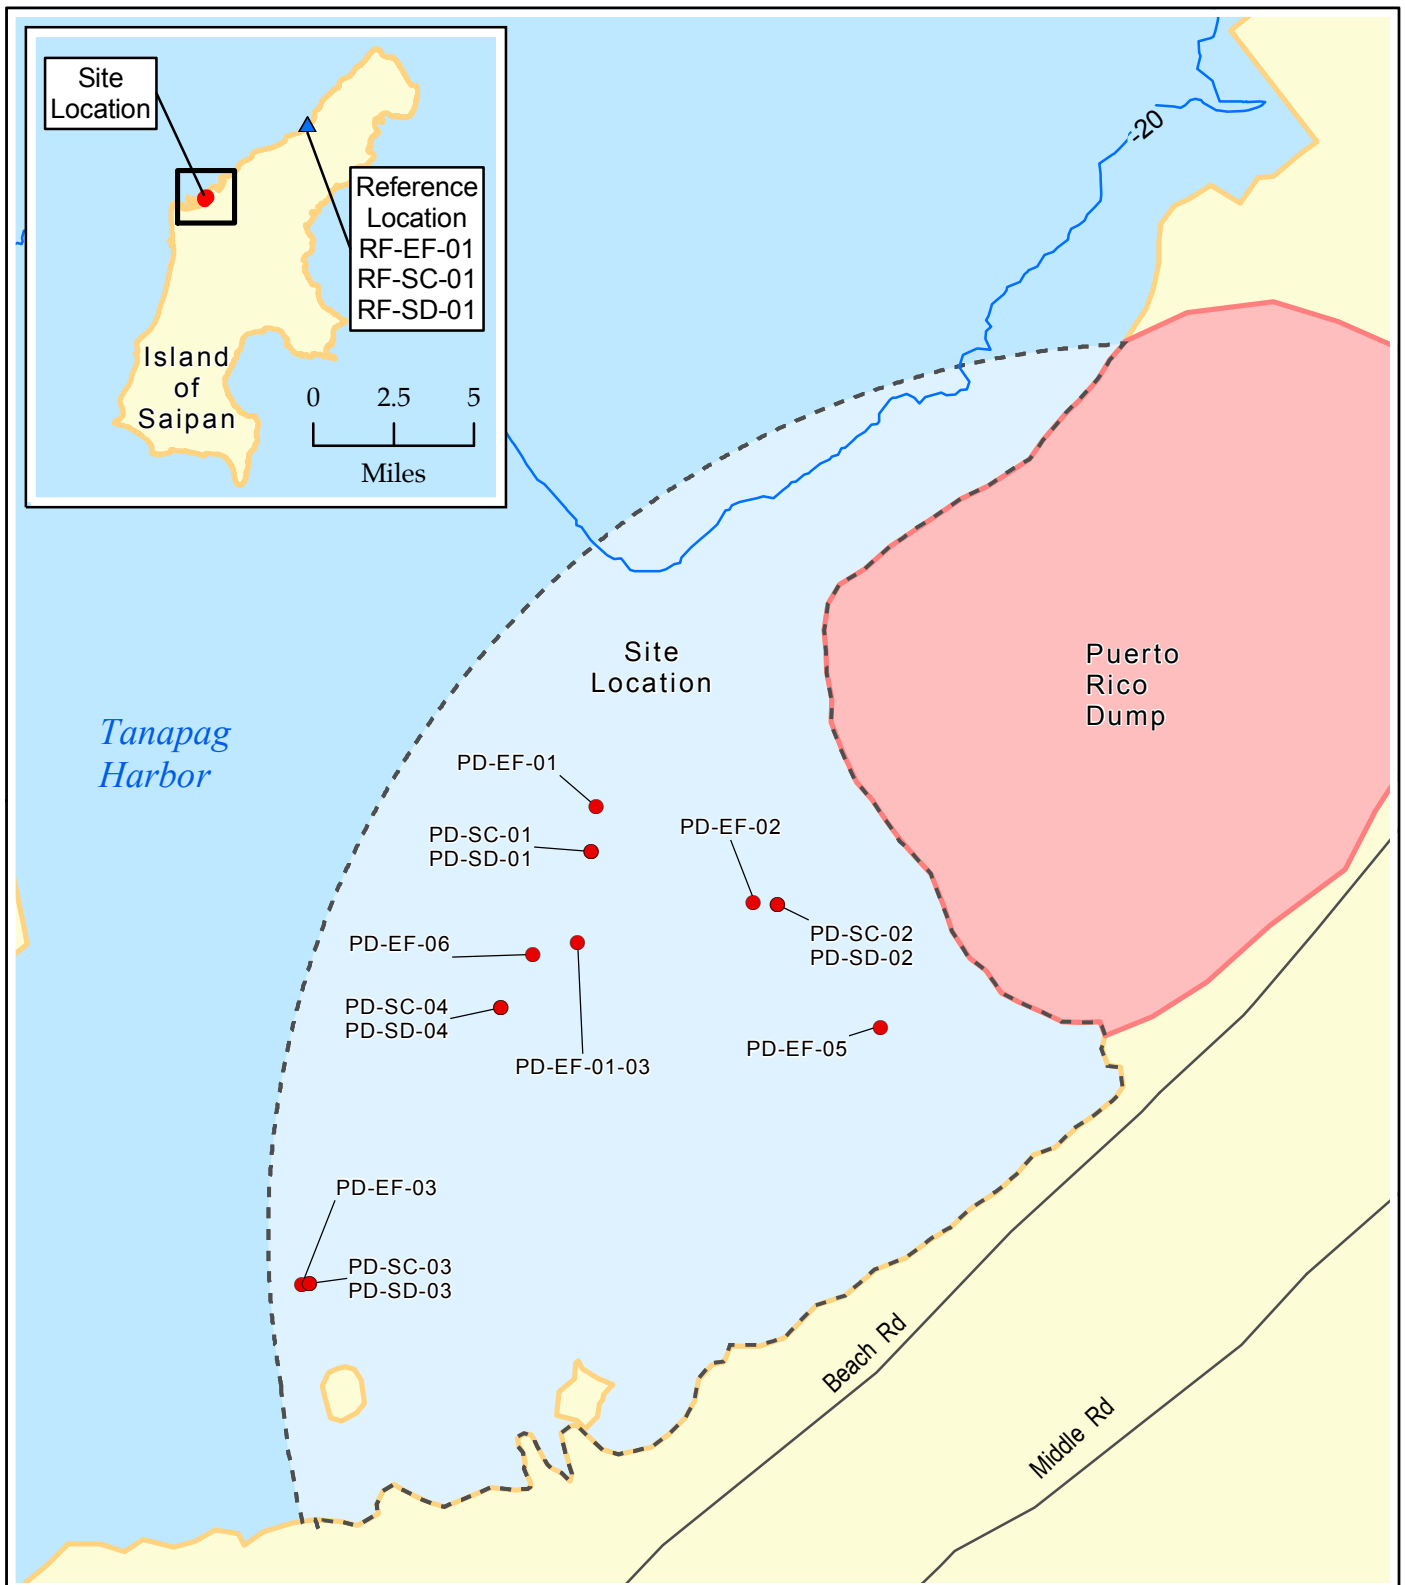 Site
Location
Reference
Location
RF-EF-01
RF-SC-01
RF-SD-01
Island
of
Saipan
0 2.5 5
Miles
-20
Site
Location
Puerto
Rico
Dump
Tanapag
Harbor
PD-EF-01
PD-SC-01
PD-SD-01
PD-EF-02
PD-SC-02
PD-SD-02
PD-EF-06
PD-SC-04
PD-SD-04
PD-EF-01-03
PD-EF-05
PD-EF-03
PD-SC-03
PD-SD-03
Beach Rd
Middle Rd